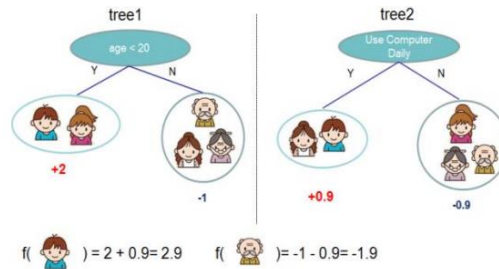 tree1
tree2
age < 20
Use Computer
Daily
Y
N
Y
N
+2
-1
+0.9
-0.9
f( ) = 2 + 0.9= 2.9
f( )= -1 - 0.9= -1.9